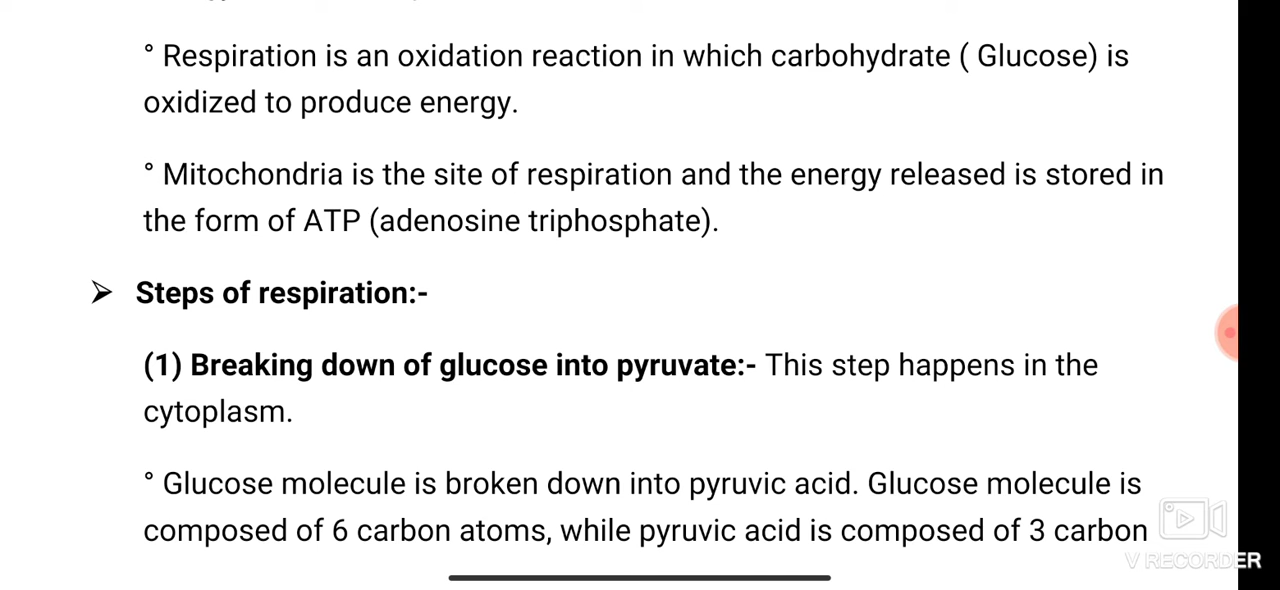 ° Respiration is an oxidation reaction in which carbohydrate ( Glucose) is
oxidized to produce energy.
° Mitochondria is the site of respiration and the energy released is stored in
the form of ATP (adenosine triphosphate).
➢ Steps of respiration:-
(1) Breaking down of glucose into pyruvate:- This step happens in the
cytoplasm.
° Glucose molecule is broken down into pyruvic acid. Glucose molecule is
composed of 6 carbon atoms, while pyruvic acid is composed of 3 carbon
V RECORDER